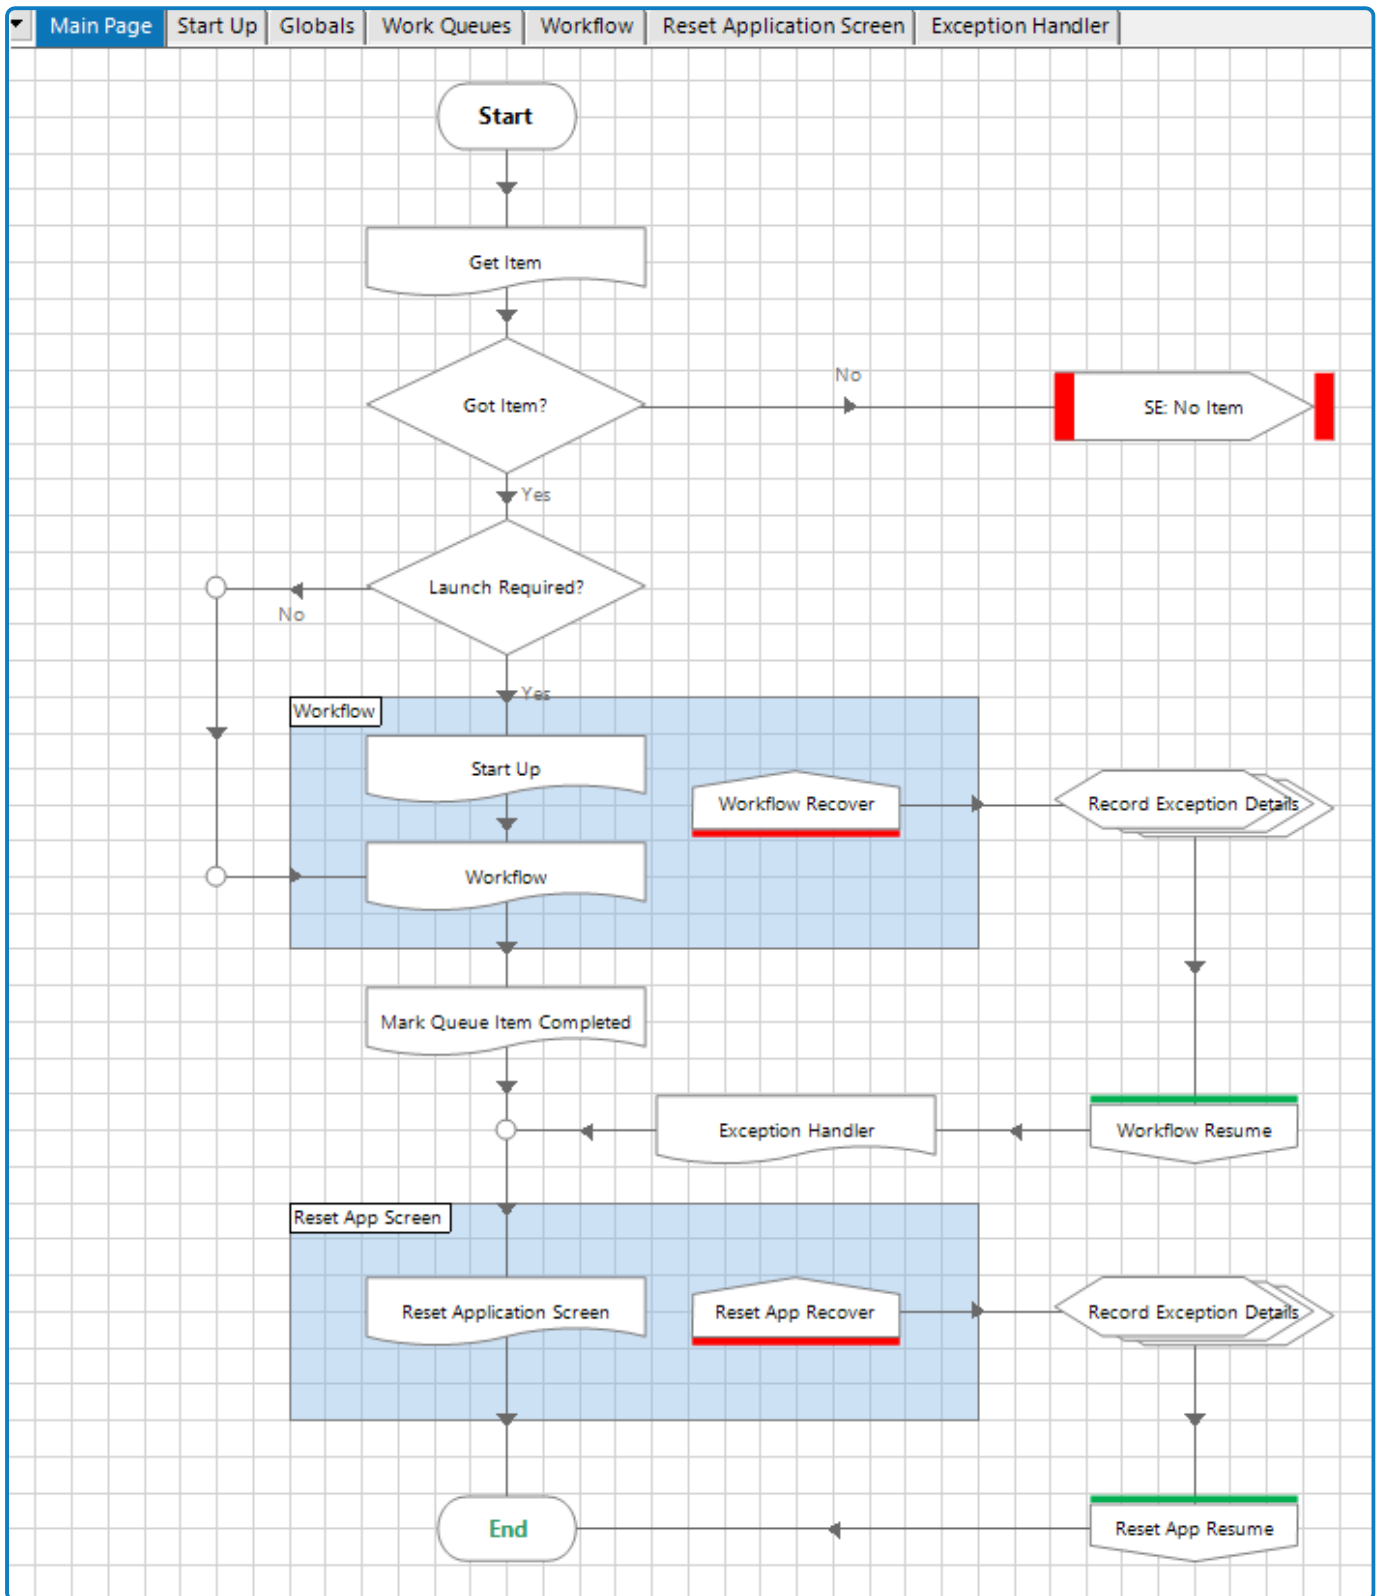 Main Page Start Up Globals Work Queues Workflow Reset Application Screen Exception Handler
Start
Get Item
No
Got Item?
SE: No Item
Yes
Launch Required?
No
Yes
Workflow
Start Up
Workflow Recover
Record Exception Details
Workflow
Mark Queue Item Completed
Exception Handler
Workflow Resume
Reset App Screen
Reset Application Screen
Reset App Recover
Record Exception Details
End
Reset App Resume